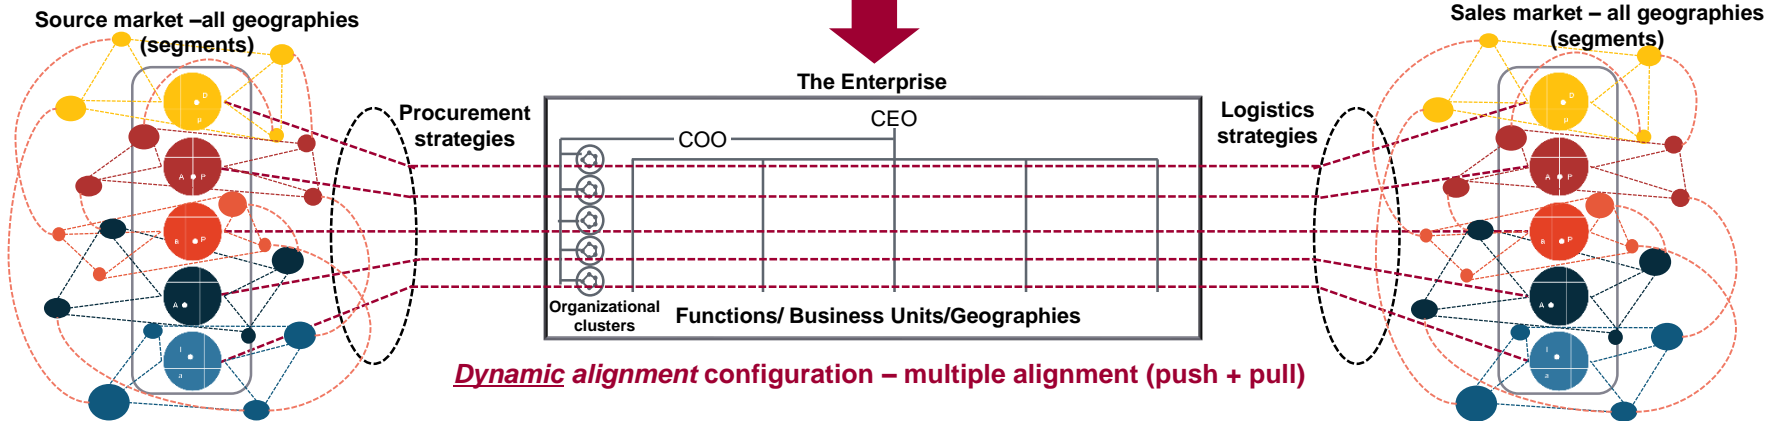 Source market –all geographies
(segments)
Procurement
strategies
The Enterprise
CEO
COO
Organizational
clusters
Functions/ Business Units/Geographies
Logistics
strategies
Sales market – all geographies
(segments)
Dynamic alignment configuration – multiple alignment (push + pull)
D
p
A P
B P
A
I
a
D
p
A P
B P
A
I
a